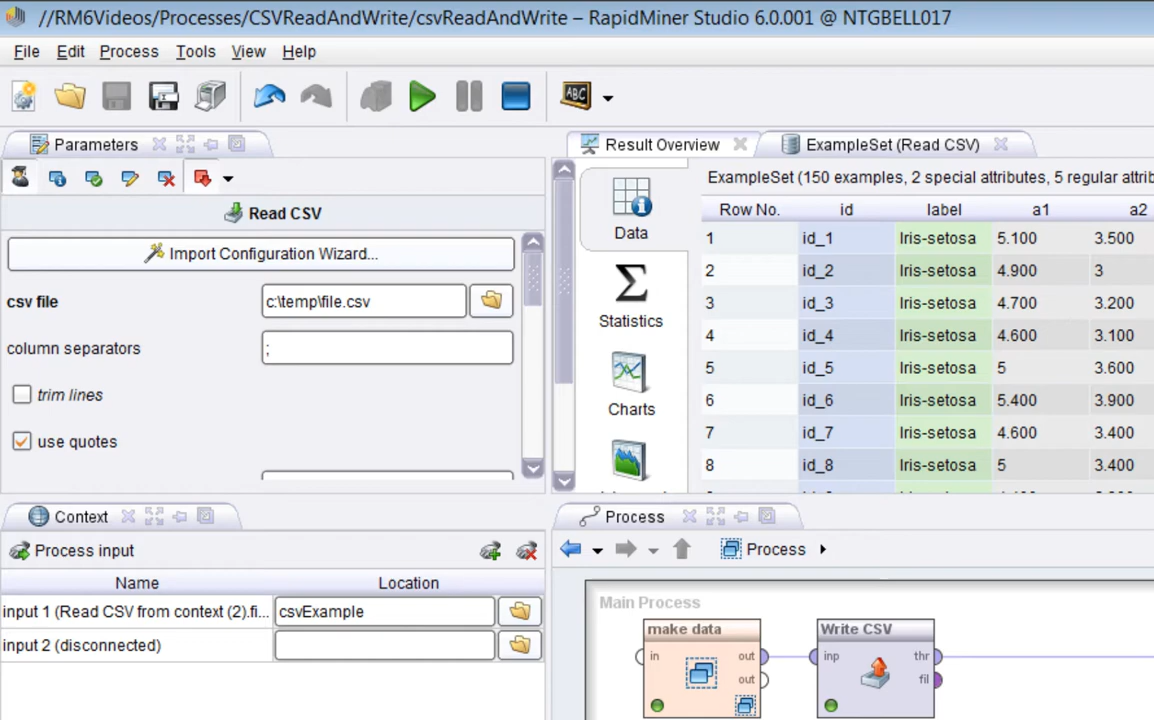 //RM6Videos/Processes/CSVReadAndWrite/csvReadAndWrite – RapidMiner Studio 6.0.001 @ NTGBELL017
File Edit Process Tools View Help
ABC
Parameters
Read CSV
Import Configuration Wizard...
csv file c:\temp\file.csv
column separators ;
trim lines
use quotes
Result Overview ExampleSet (Read CSV)
Data
Statistics
Charts
ExampleSet (150 examples, 2 special attributes, 5 regular attrib
Row No. id label a1 a2
1 id_1 Iris-setosa 5.100 3.500
2 id_2 Iris-setosa 4.900 3
3 id_3 Iris-setosa 4.700 3.200
4 id_4 Iris-setosa 4.600 3.100
5 id_5 Iris-setosa 5 3.600
6 id_6 Iris-setosa 5.400 3.900
7 id_7 Iris-setosa 4.600 3.400
8 id_8 Iris-setosa 5 3.400
Context
Process input
Name Location
input 1 (Read CSV from context (2).fi... csvExample
input 2 (disconnected)
Process
Process
Main Process
make data
in out
out
Write CSV
inp thr
fil